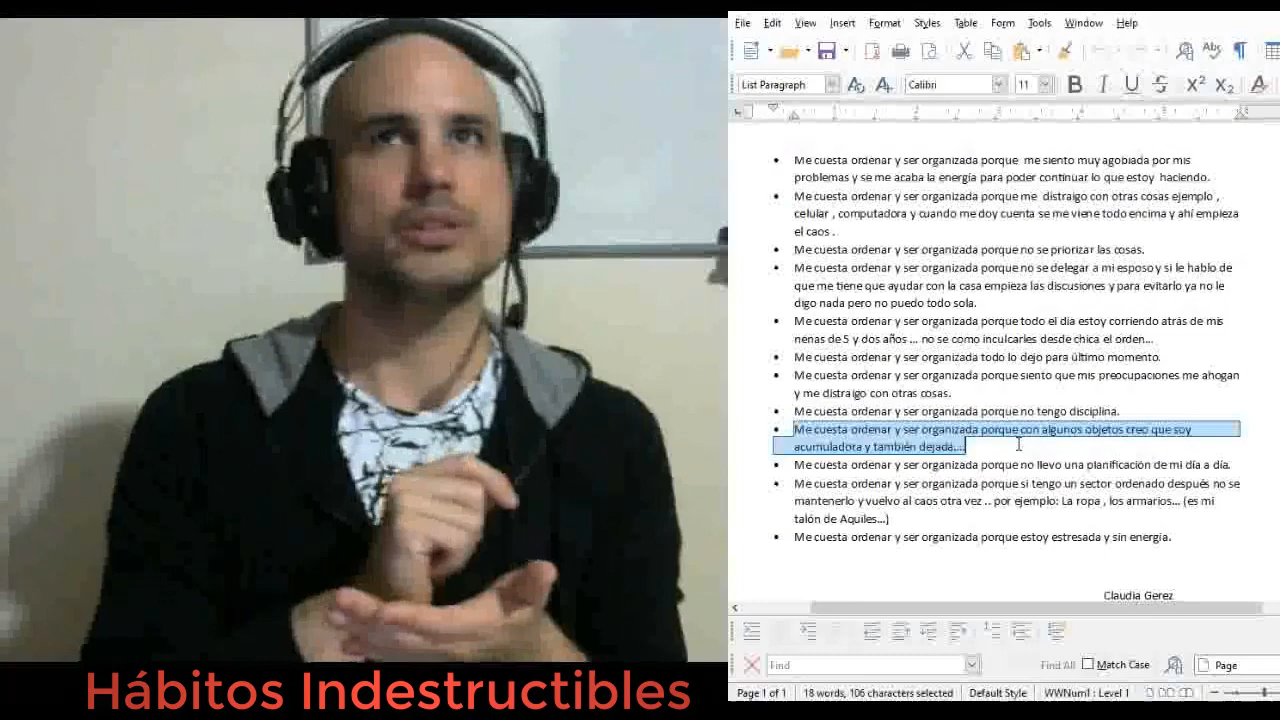 File Edit View Insert Format Styles Table Form Tools Window Help
List Paragraph Calibri 11
• Me cuesta ordenar y ser organizada porque me siento muy agobiada por mis
problemas y se me acaba la energía para poder continuar lo que estoy haciendo.
• Me cuesta ordenar y ser organizada porque me distraigo con otras cosas ejemplo ,
celular , computadora y cuando me doy cuenta se me viene todo encima y ahí empieza
el caos .
• Me cuesta ordenar y ser organizada porque no se priorizar las cosas.
• Me cuesta ordenar y ser organizada porque no se delegar a mi esposo y si le hablo de
que me tiene que ayudar con la casa empieza las discusiones y para evitarlo ya no le
digo nada pero no puedo todo sola.
• Me cuesta ordenar y ser organizada porque todo el día estoy corriendo atrás de mis
nenas de 5 y dos años ... no se como inculcarles desde chica el orden...
• Me cuesta ordenar y ser organizada todo lo dejo para último momento.
• Me cuesta ordenar y ser organizada porque siento que mis preocupaciones me ahogan
y me distraigo con otras cosas.
• Me cuesta ordenar y ser organizada porque no tengo disciplina.
• Me cuesta ordenar y ser organizada porque con algunos objetos creo que soy
acumuladora y también dejada...
• Me cuesta ordenar y ser organizada porque no llevo una planificación de mi día a día.
• Me cuesta ordenar y ser organizada porque si tengo un sector ordenado después no se
mantenerlo y vuelvo al caos otra vez .. por ejemplo: La ropa , los armarios... (es mi
talón de Aquiles...)
• Me cuesta ordenar y ser organizada porque estoy estresada y sin energía.
Claudia Gerez
Find Find All Match Case Page
Page 1 of 1 18 words, 106 characters selected Default Style WWNum1 : Level 1
Hábitos Indestructibles